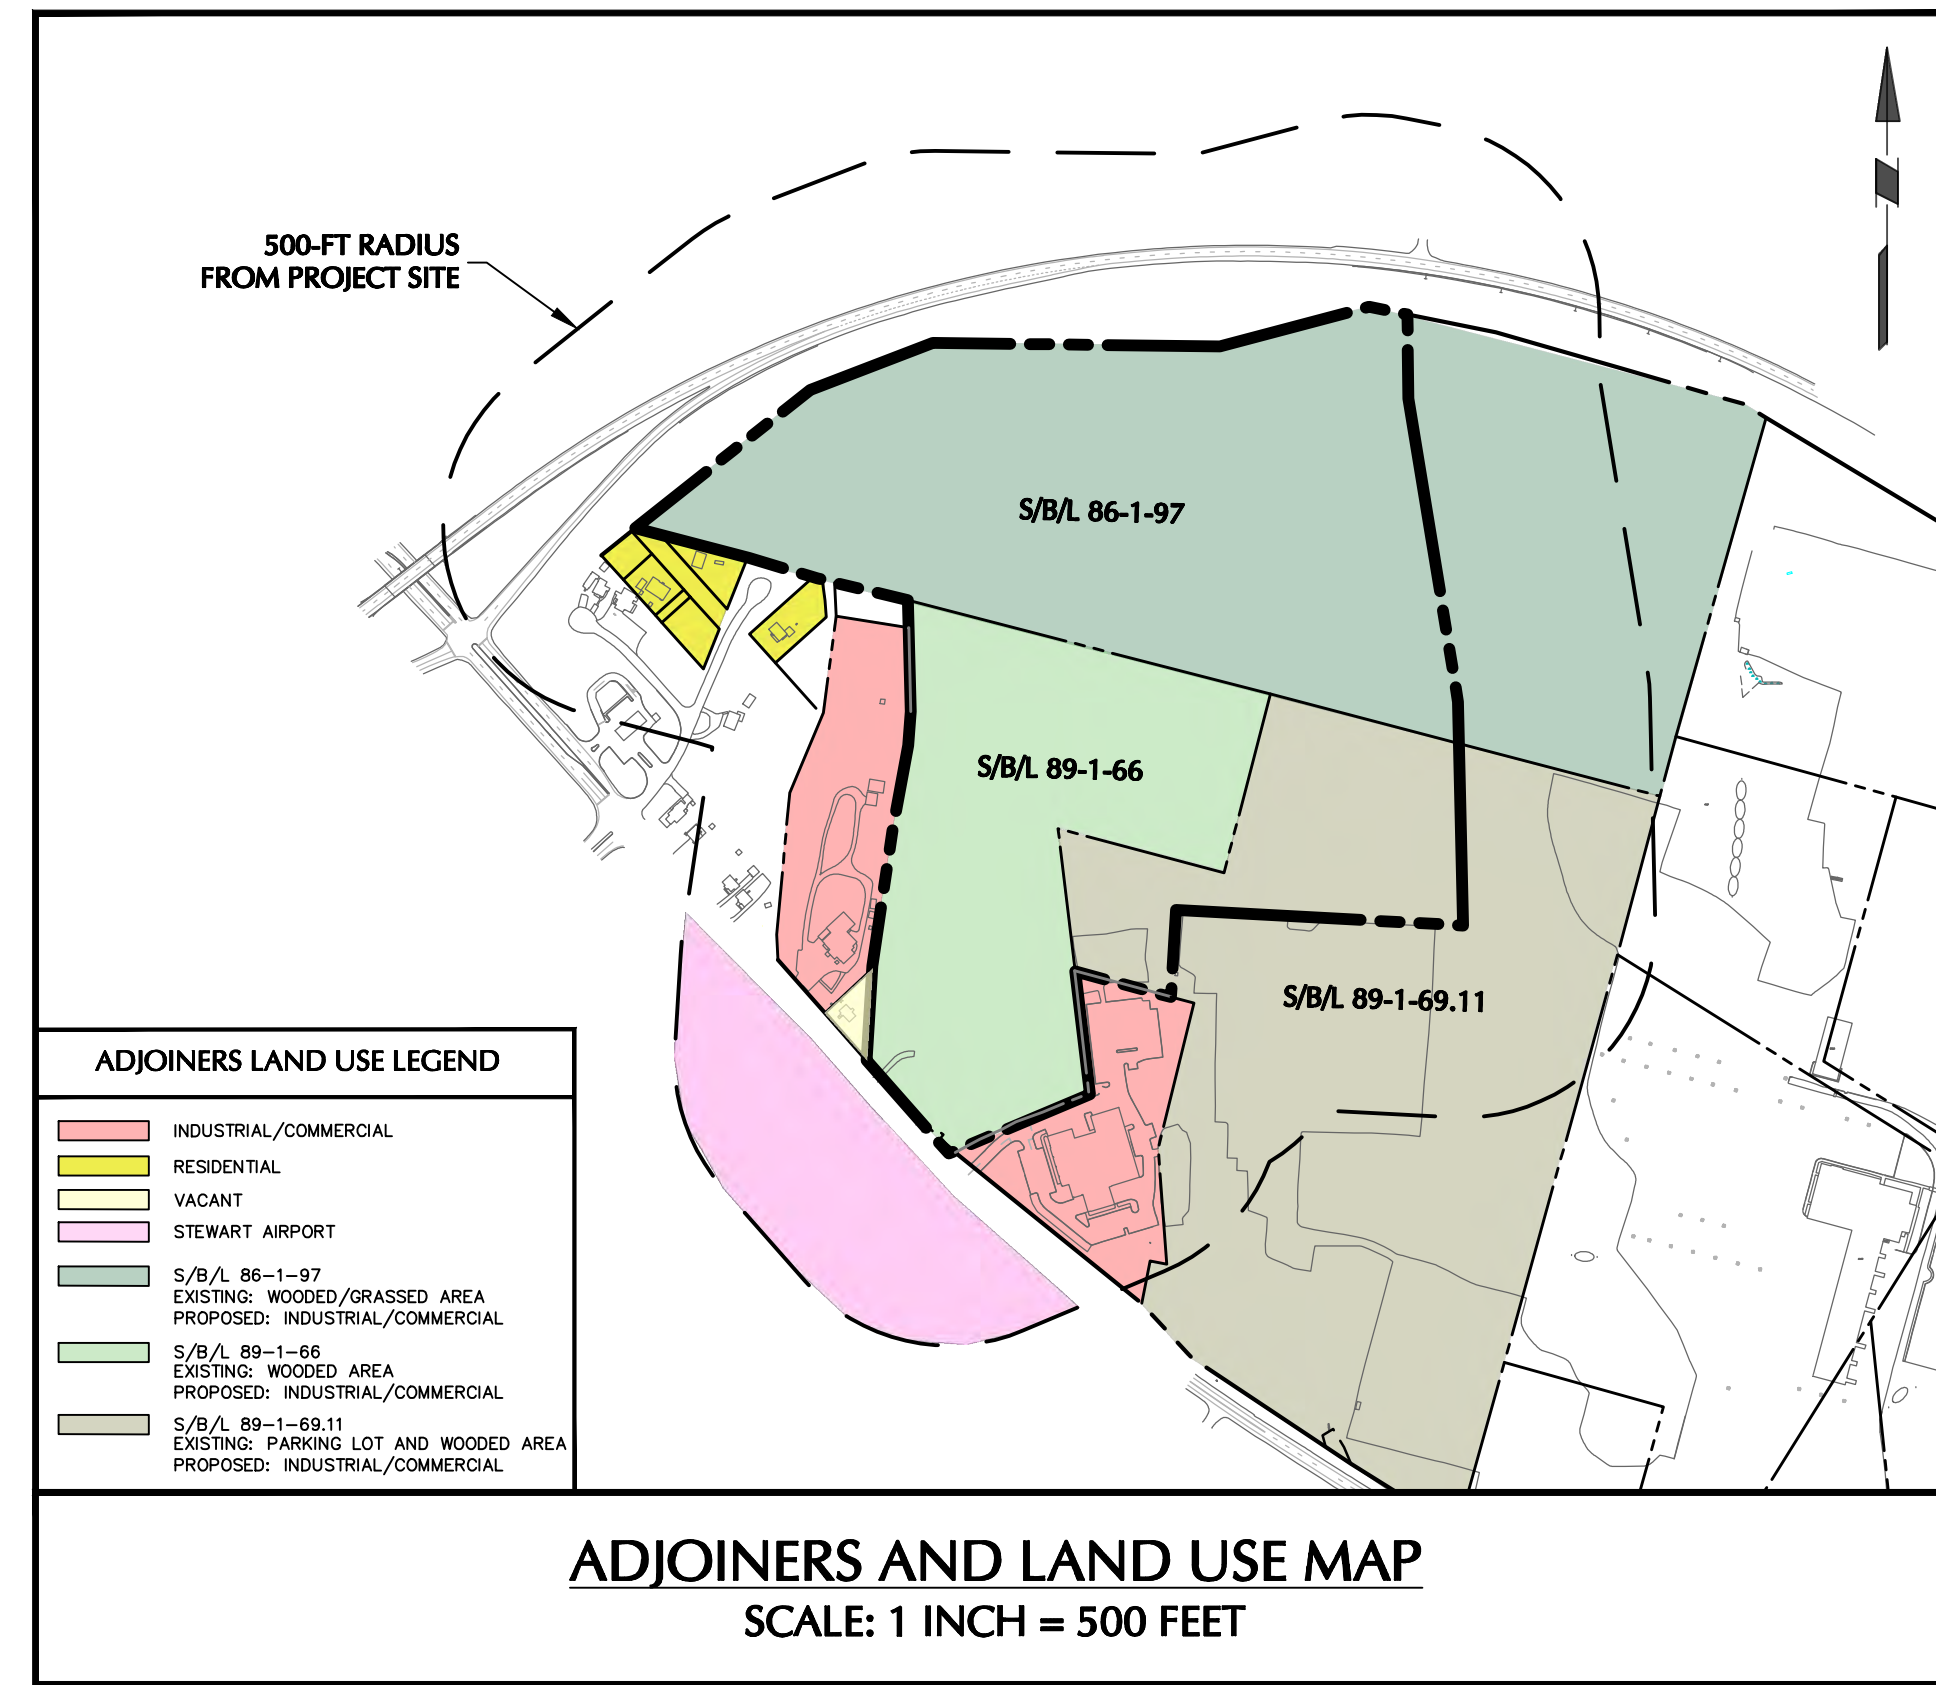 500-FT RADIUS
FROM PROJECT SITE
S/B/L 86-1-97
S/B/L 89-1-66
S/B/L 89-1-69.11
ADJOINERS LAND USE LEGEND
INDUSTRIAL/COMMERCIAL
RESIDENTIAL
VACANT
STEWART AIRPORT
S/B/L 86-1-97
EXISTING: WOODED/GRASSED AREA
PROPOSED: INDUSTRIAL/COMMERCIAL
S/B/L 89-1-66
EXISTING: WOODED AREA
PROPOSED: INDUSTRIAL/COMMERCIAL
S/B/L 89-1-69.11
EXISTING: PARKING LOT AND WOODED AREA
PROPOSED: INDUSTRIAL/COMMERCIAL
ADJOINERS AND LAND USE MAP
SCALE: 1 INCH = 500 FEET